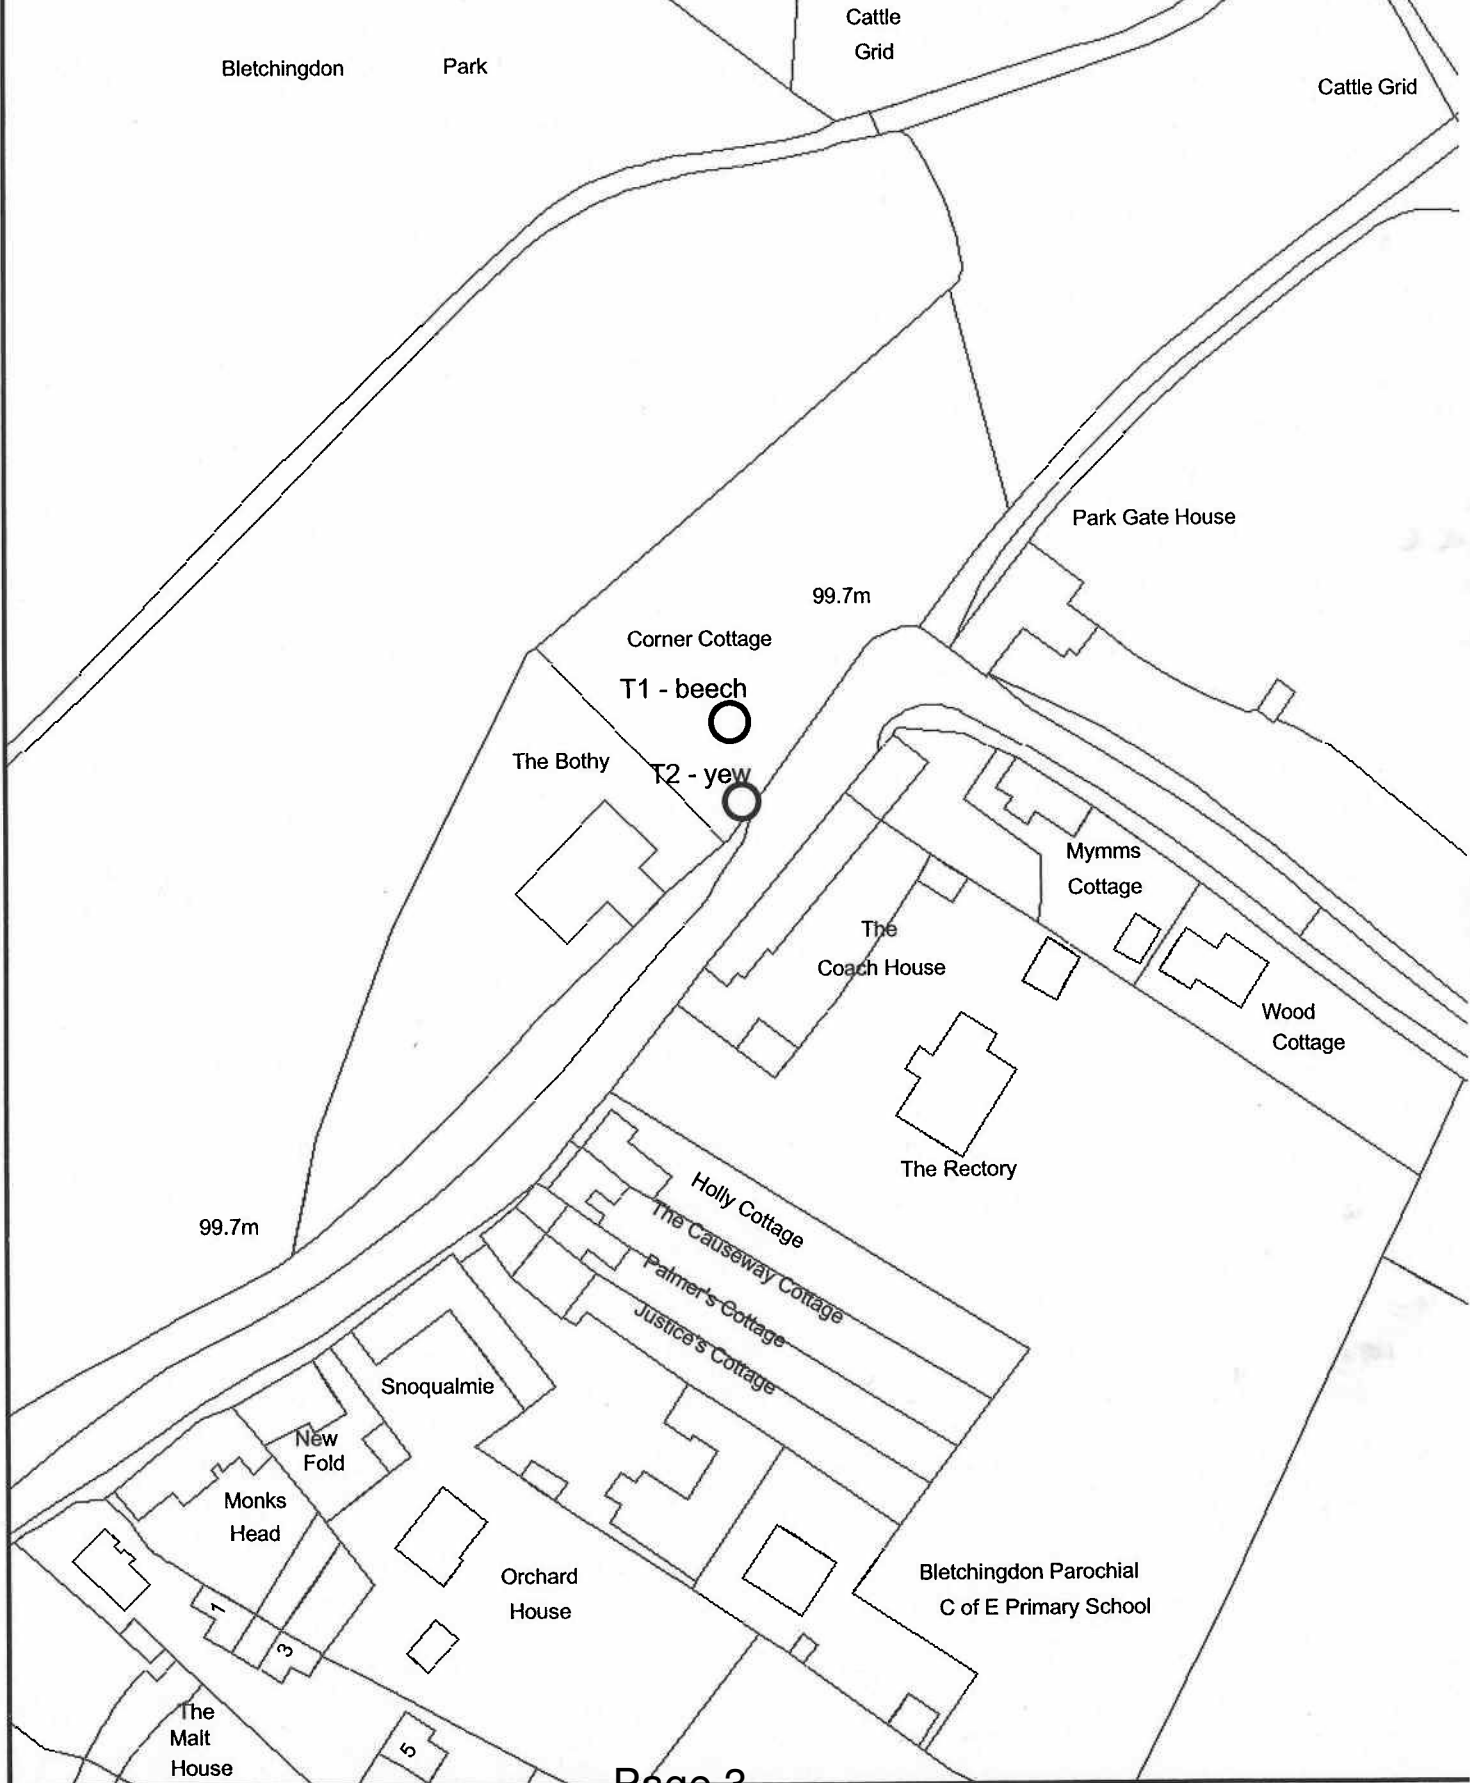 Cattle
Grid
Bletchingdon Park
Cattle Grid
Park Gate House
99.7m
Corner Cottage
T1 - beech
The Bothy
T2 - yew
Mymms
Cottage
The
Coach House
Wood
Cottage
The Rectory
Holly Cottage
The Causeway Cottage
Palmer's Cottage
Justice's Cottage
99.7m
Snoqualmie
New
Fold
Monks
Head
Orchard
House
Bletchingdon Parochial
C of E Primary School
1
3
5
The
Malt
House
Page 3